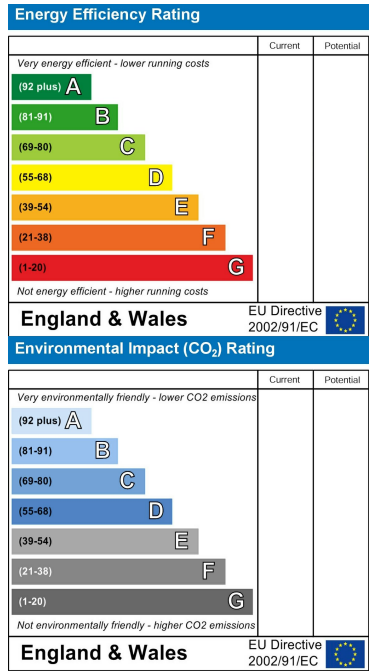 Energy Efficiency Rating
Current Potential
Very energy efficient - lower running costs
(92 plus) A
(81-91) B
(69-80) C
(55-68) D
(39-54) E
(21-38) F
(1-20) G
Not energy efficient - higher running costs
England & Wales EU Directive 2002/91/EC
Environmental Impact (CO₂) Rating
Current Potential
Very environmentally friendly - lower CO2 emissions
(92 plus) A
(81-91) B
(69-80) C
(55-68) D
(39-54) E
(21-38) F
(1-20) G
Not environmentally friendly - higher CO2 emissions
England & Wales EU Directive 2002/91/EC